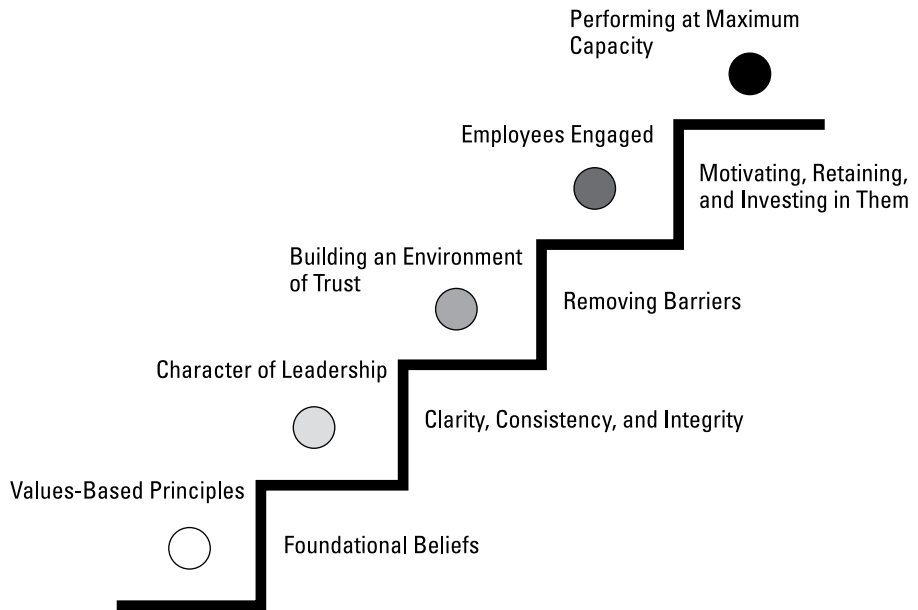 Performing at Maximum
Capacity
Employees Engaged
Motivating, Retaining,
and Investing in Them
Building an Environment
of Trust
Removing Barriers
Character of Leadership
Clarity, Consistency, and Integrity
Values-Based Principles
Foundational Beliefs